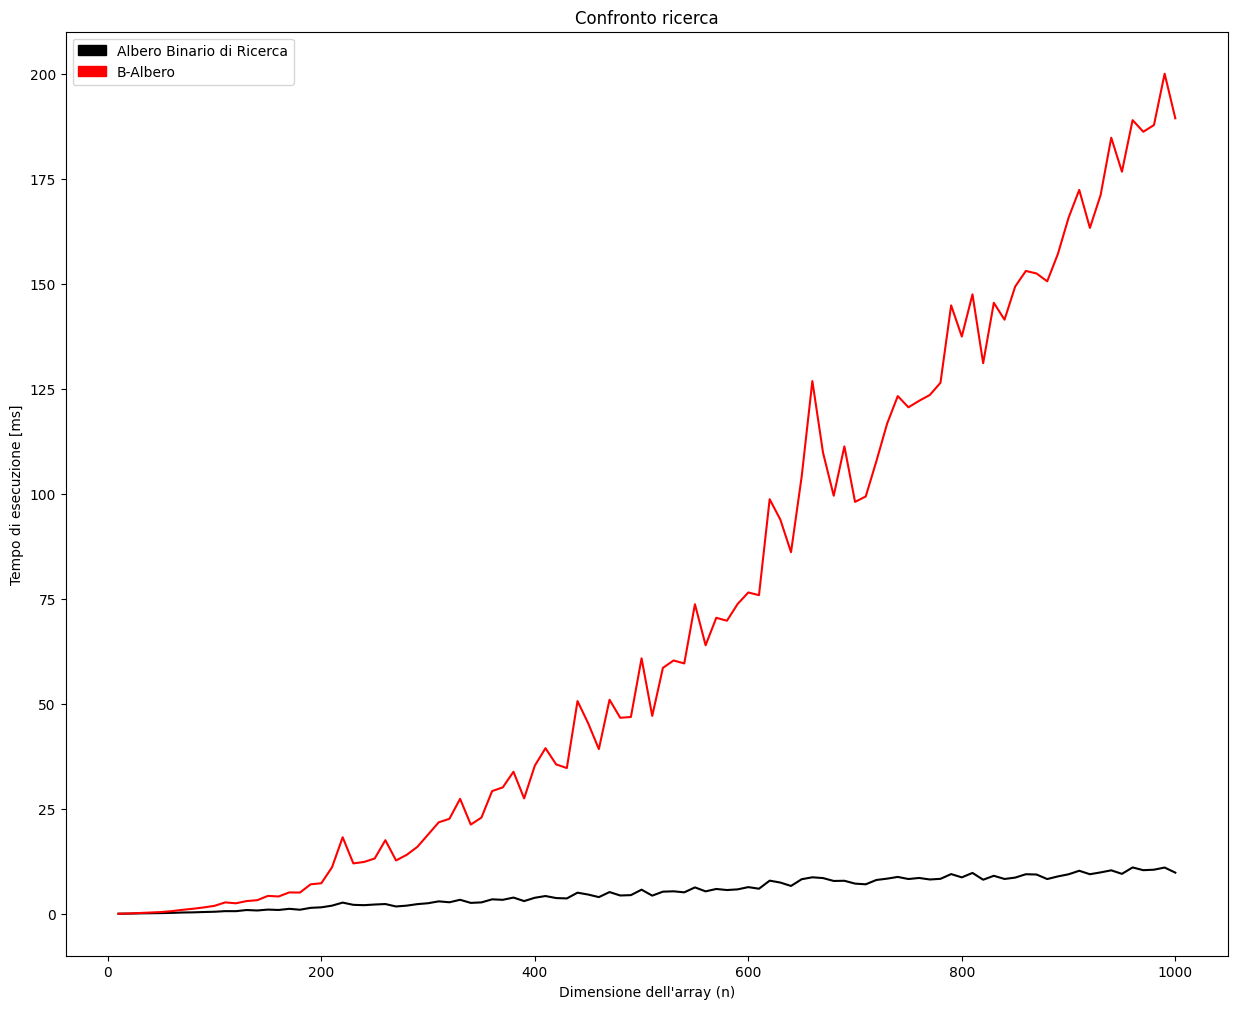 Confronto ricerca
Albero Binario di Ricerca
B-Albero
Tempo di esecuzione [ms]
200
175
150
125
100
75
50
25
0
0 200 400 600 800 1000
Dimensione dell'array (n)